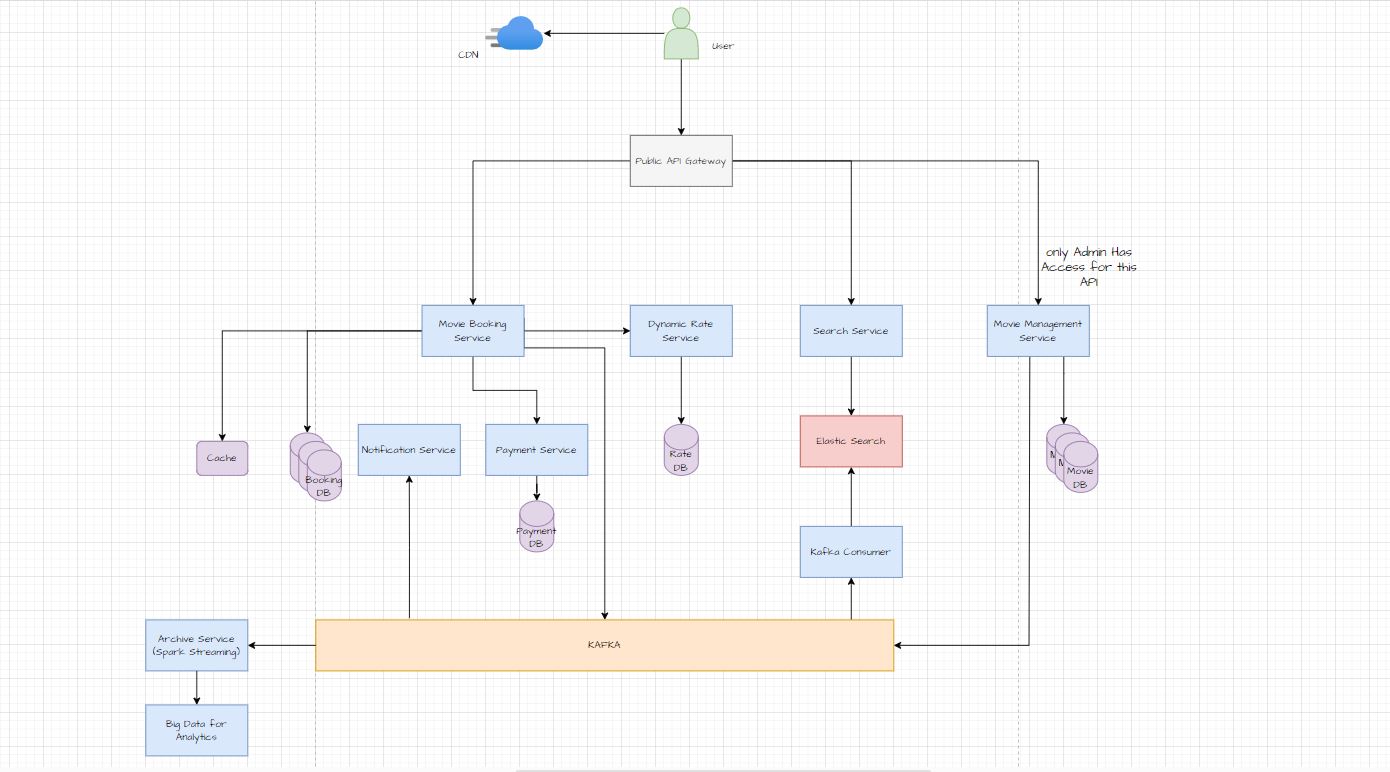 CDN
User
Public API Gateway
only Admin Has
Access for this
API
Movie Booking
Service
Dynamic Rate
Service
Search Service
Movie Management
Service
Cache
Booking
DB
Notification Service
Payment Service
Rate
DB
Elastic Search
M
M
Movie
DB
Payment
DB
Kafka Consumer
Archive Service
(Spark Streaming)
KAFKA
Big Data for
Analytics